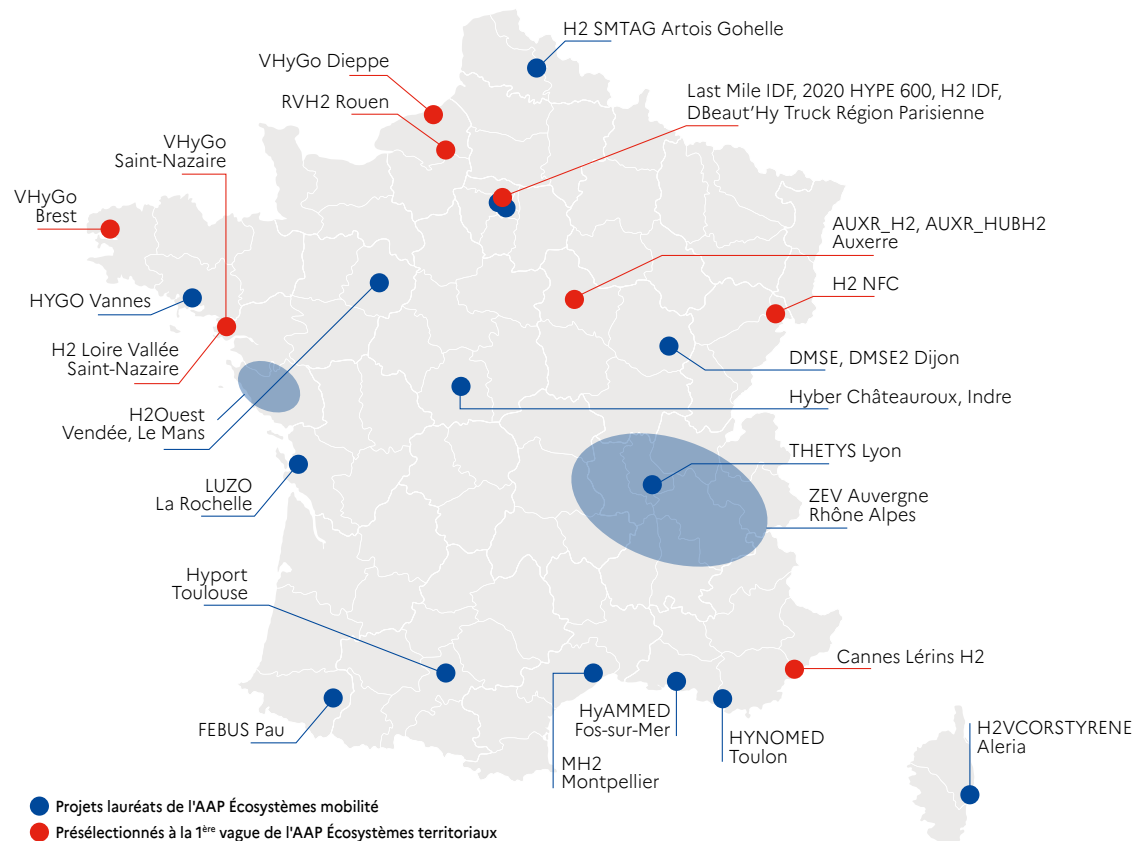 H2 SMTAG Artois Gohelle
VHyGo Dieppe
RVH2 Rouen
Last Mile IDF, 2020 HYPE 600, H2 IDF,
DBeaut'Hy Truck Région Parisienne
VHyGo
Saint-Nazaire
VHyGo
Brest
AUXR_H2, AUXR_HUBH2
Auxerre
H2 NFC
HYGO Vannes
H2 Loire Vallée
Saint-Nazaire
DMSE, DMSE2 Dijon
Hyber Châteauroux, Indre
H2Ouest
Vendée, Le Mans
THETYS Lyon
LUZO
La Rochelle
ZEV Auvergne
Rhône Alpes
Hyport
Toulouse
Cannes Lérins H2
FEBUS Pau
HyAMMED
Fos-sur-Mer
HYNOMED
Toulon
MH2
Montpellier
H2VCORSTYRENE
Aleria
Projets lauréats de l'AAP Écosystèmes mobilité
Présélectionnés à la 1ère vague de l'AAP Écosystèmes territoriaux